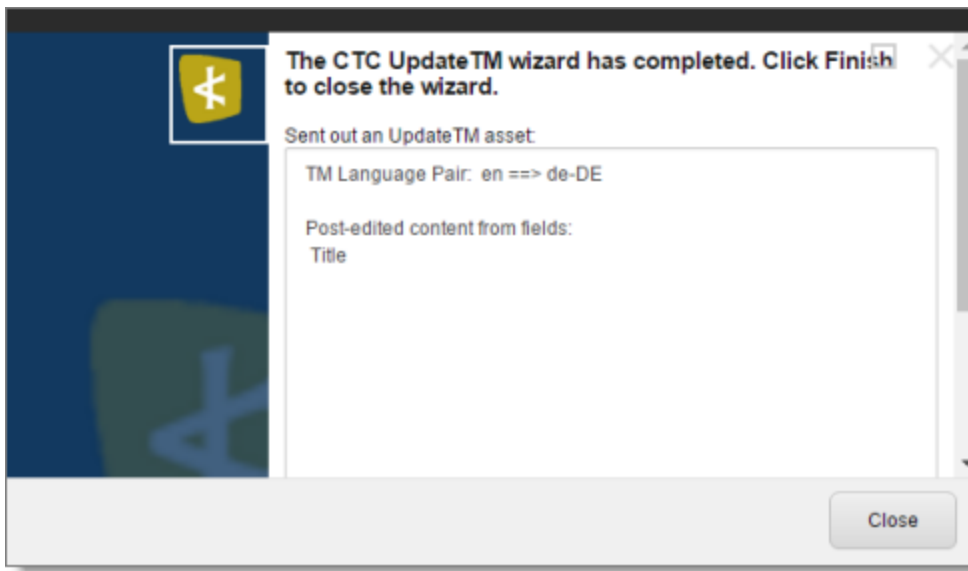 The CTC UpdateTM wizard has completed. Click Finish
to close the wizard.
Sent out an UpdateTM asset:
TM Language Pair: en ==> de-DE
Post-edited content from fields:
Title
Close